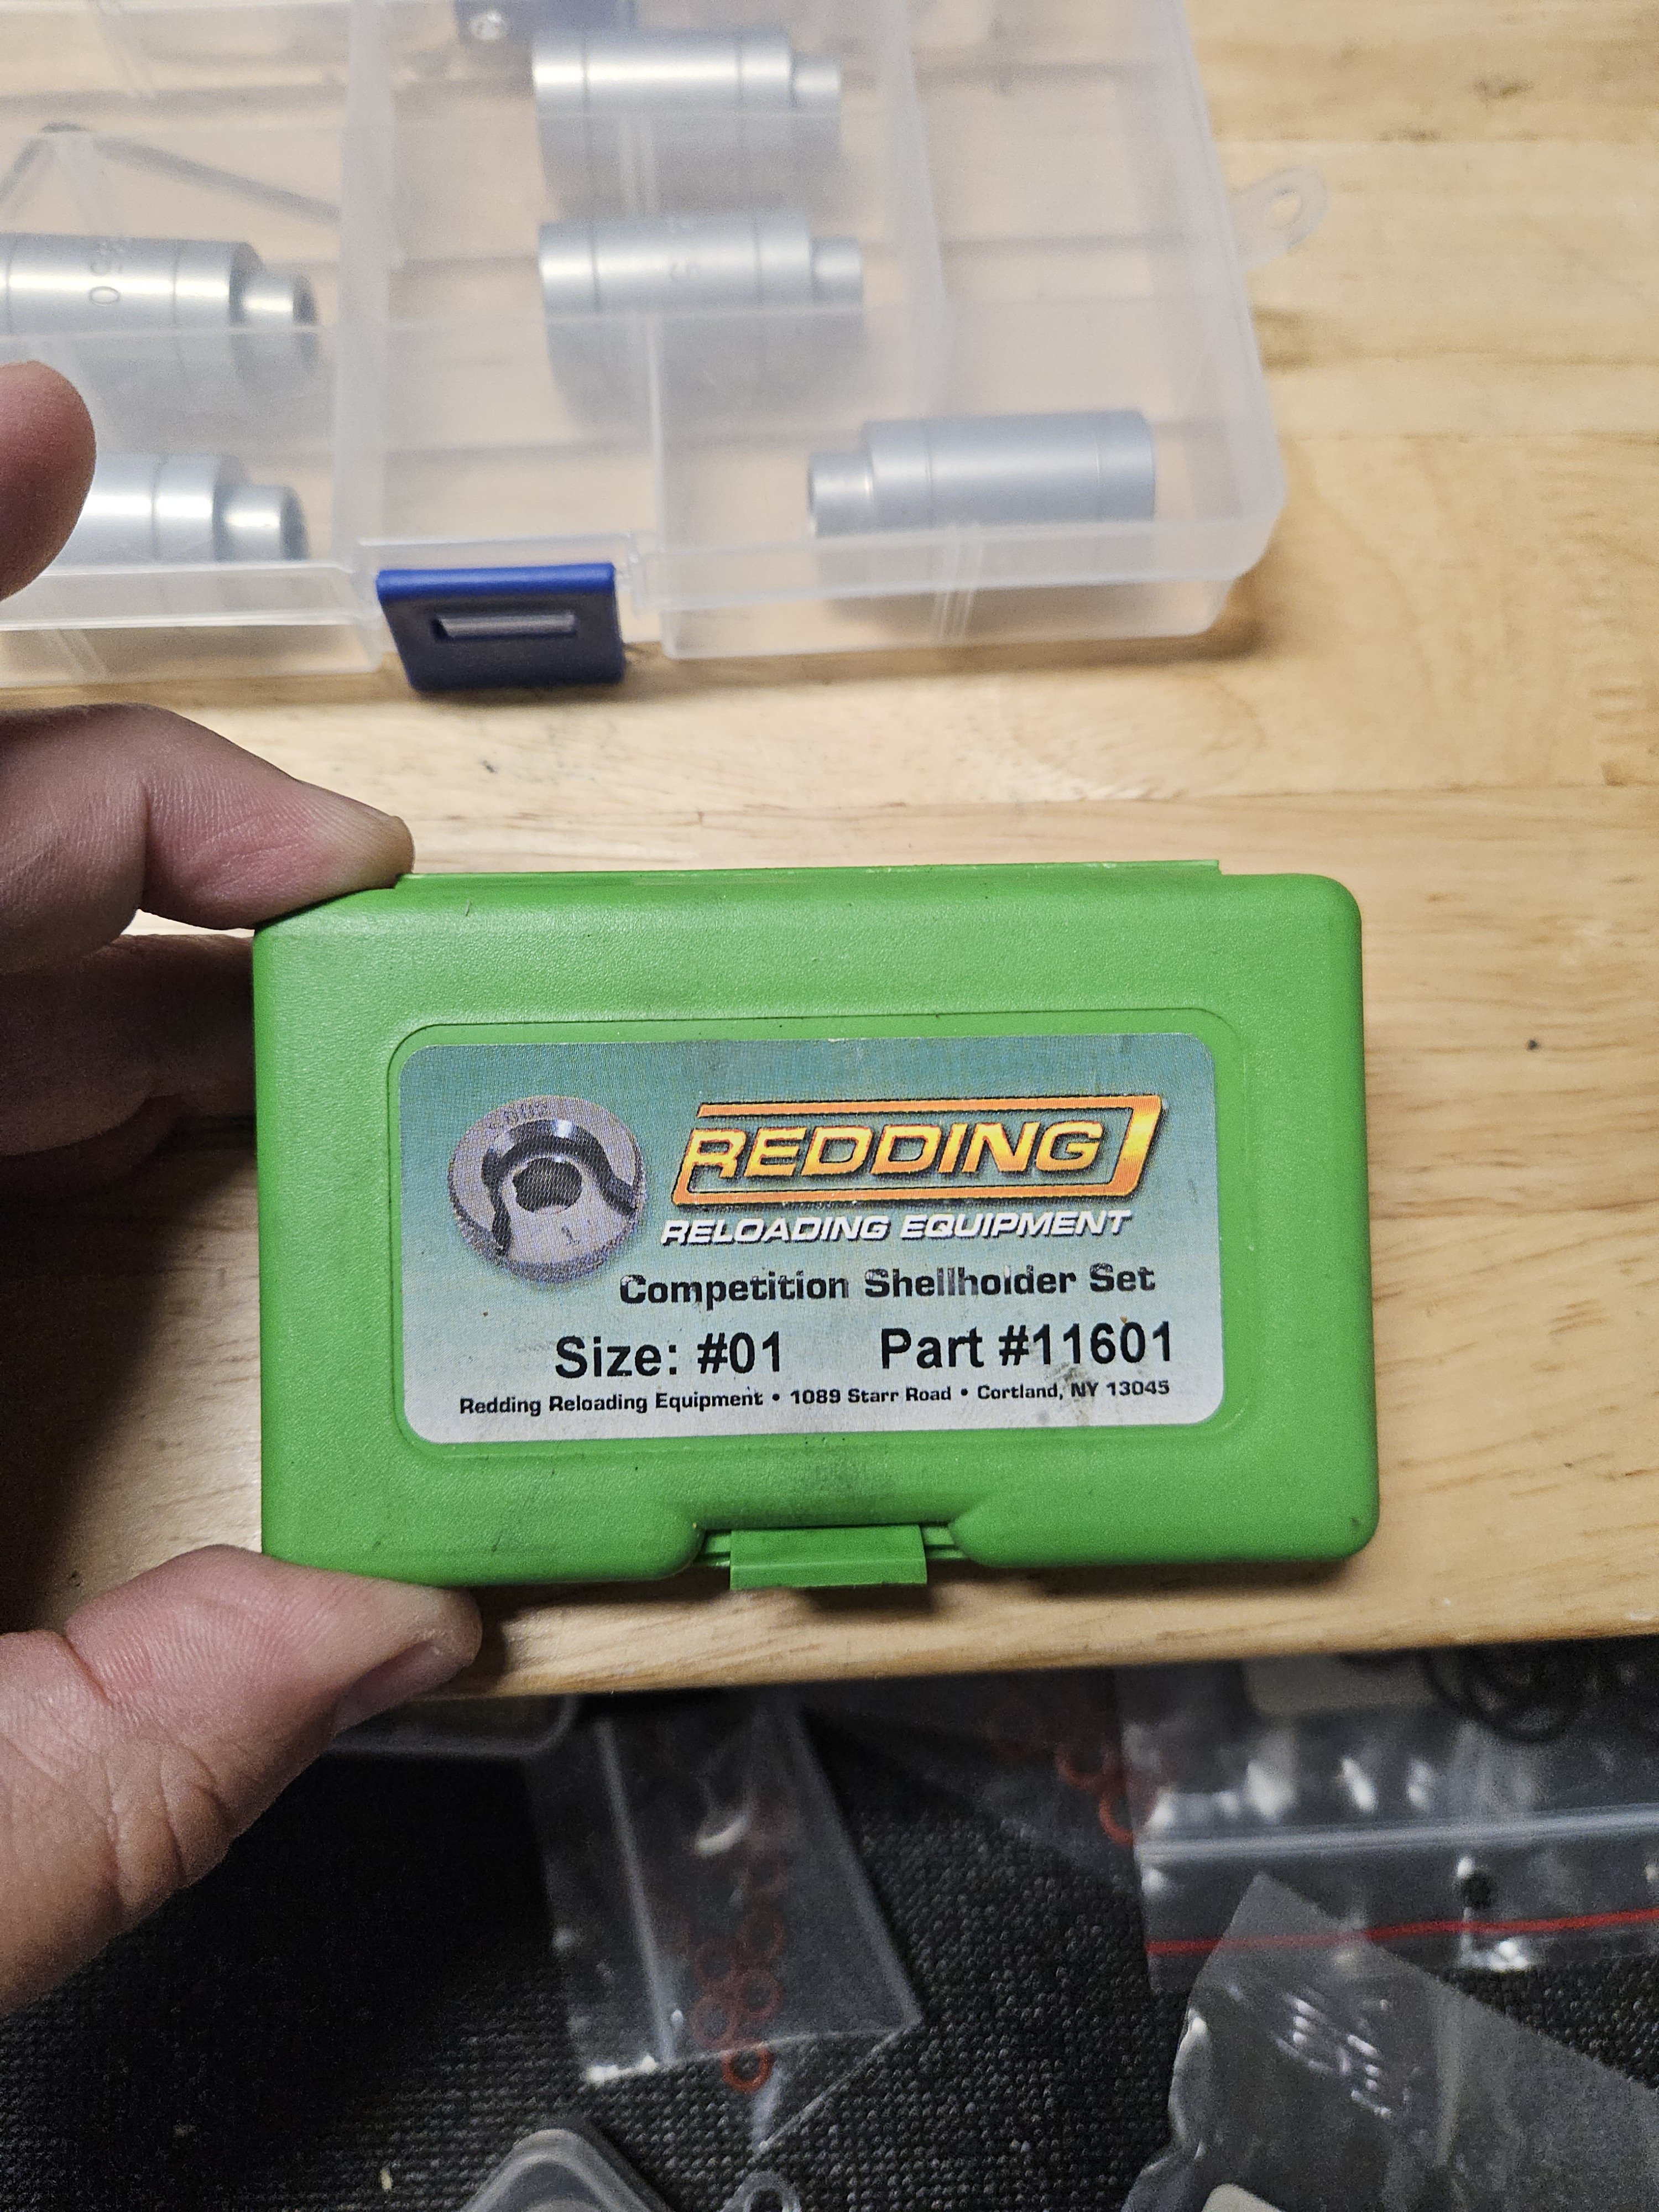 REDDING
RELOADING EQUIPMENT
Competition Shellholder Set
Size: #01 Part #11601
Redding Reloading Equipment • 1089 Starr Road • Cortland, NY 13045